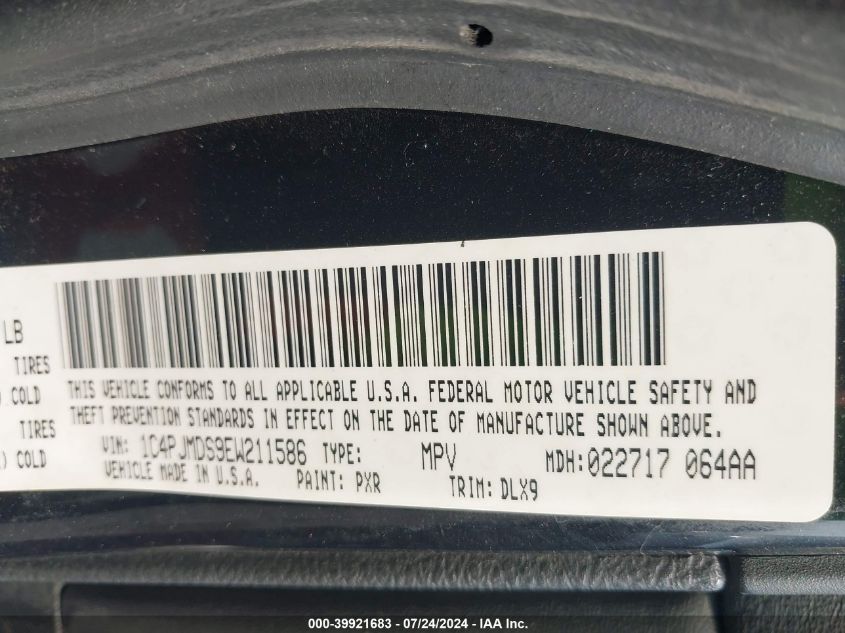 LB
TIRES
) COLD
TIRES
) COLD
THIS VEHICLE CONFORMS TO ALL APPLICABLE U.S.A. FEDERAL MOTOR VEHICLE SAFETY AND
THEFT PREVENTION STANDARDS IN EFFECT ON THE DATE OF MANUFACTURE SHOWN ABOVE.
VIN: 1C4PJMDS9EW211586 TYPE: MPV MDH:022717 064AA
VEHICLE MADE IN U.S.A. PAINT: PXR TRIM:DLX9
000-39921683 / 07/24/2024 - IAA Inc.